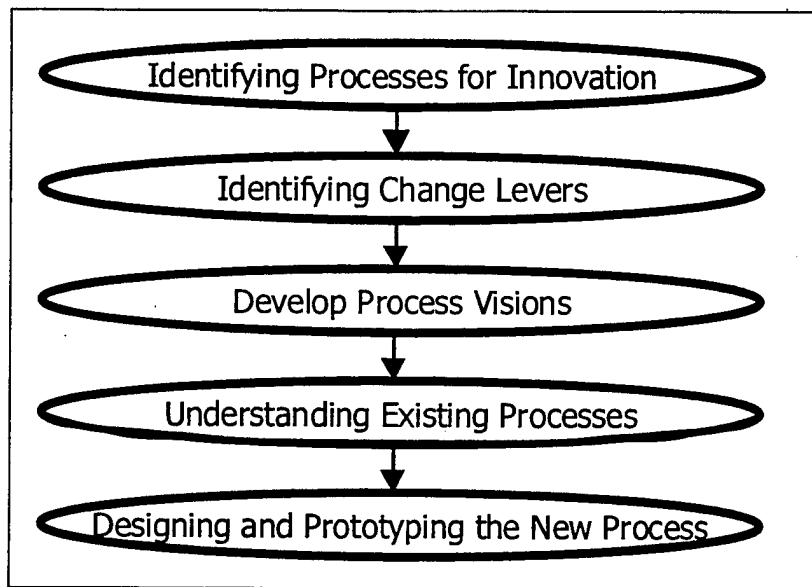 Identifying Processes for Innovation
Identifying Change Levers
Develop Process Visions
Understanding Existing Processes
Designing and Prototyping the New Process